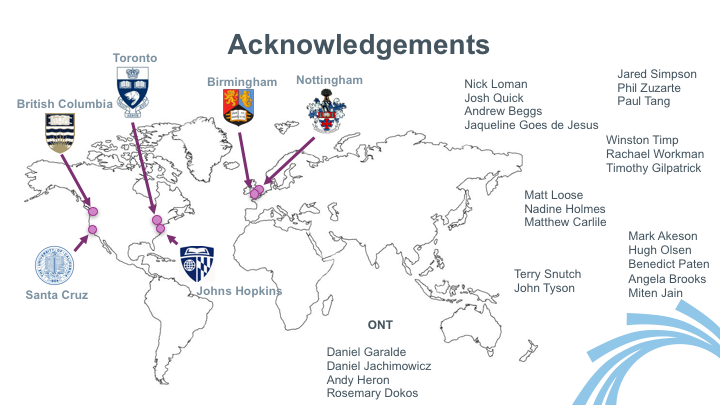 Acknowledgements
Toronto
British Columbia
Birmingham
Nottingham
Santa Cruz
Johns Hopkins
Nick Loman
Josh Quick
Andrew Beggs
Jaqueline Goes de Jesus
Jared Simpson
Phil Zuzarte
Paul Tang
Winston Timp
Rachael Workman
Timothy Gilpatrick
Matt Loose
Nadine Holmes
Matthew Carlile
Mark Akeson
Hugh Olsen
Benedict Paten
Angela Brooks
Miten Jain
Terry Snutch
John Tyson
ONT
Daniel Garalde
Daniel Jachimowicz
Andy Heron
Rosemary Dokos